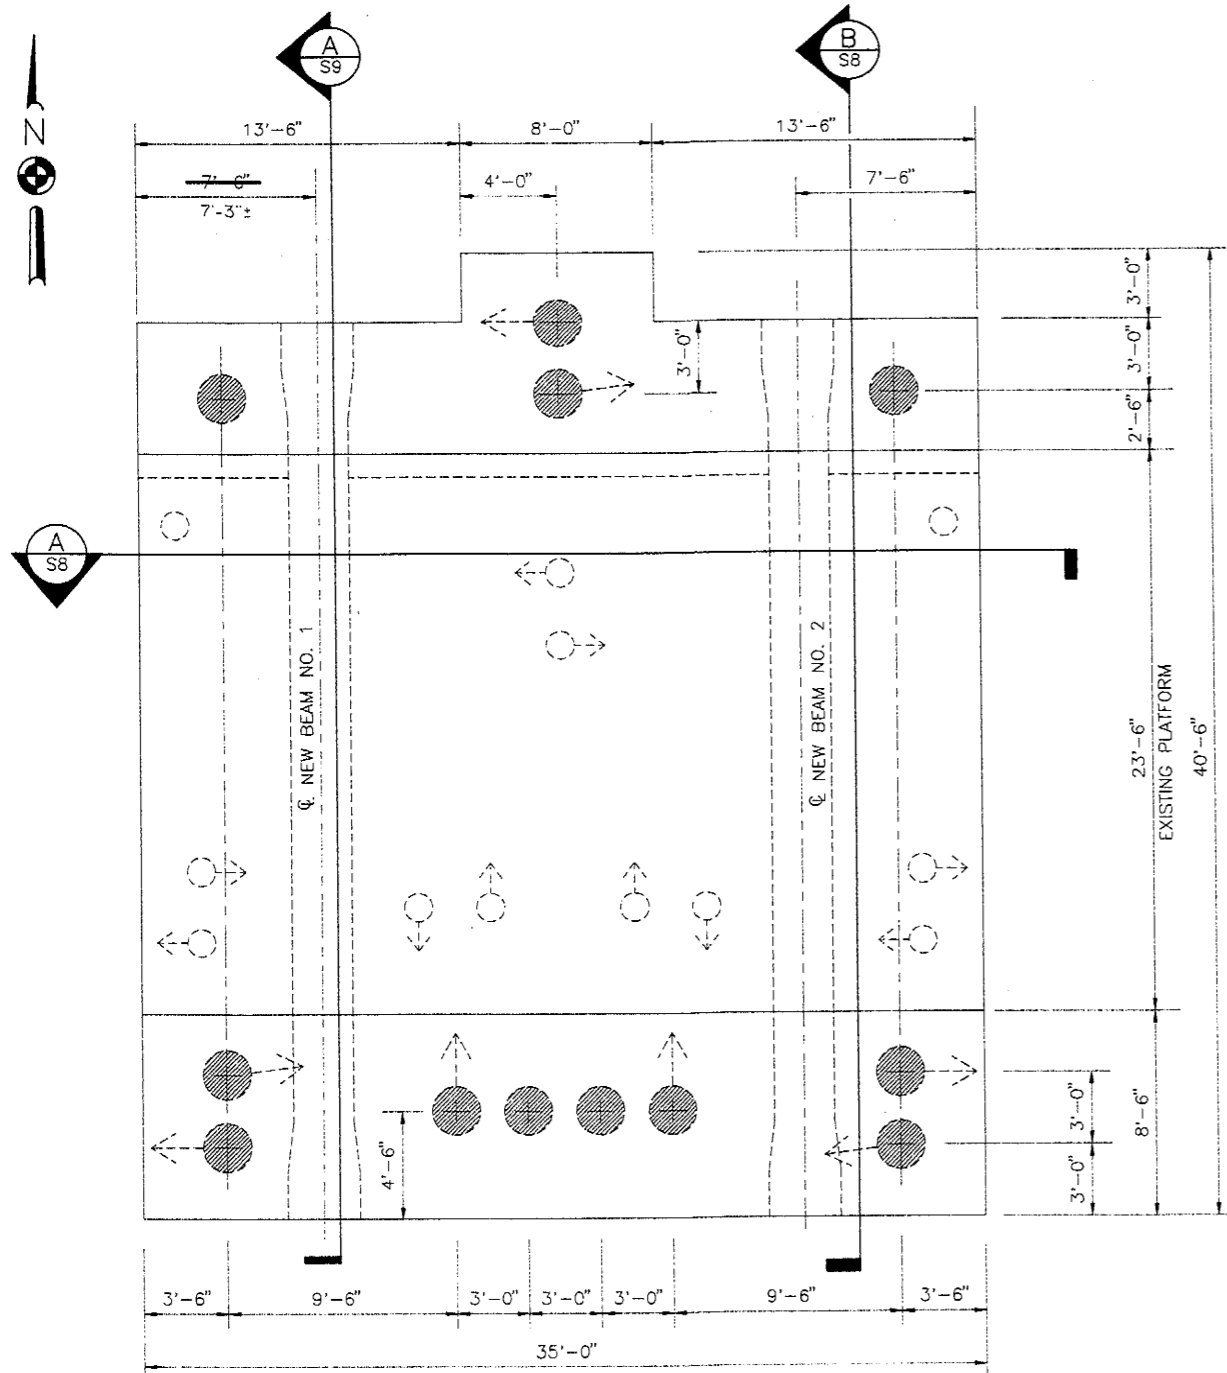 A
S9
B
S8
N
13'-6"
8'-0"
13'-6"
7'-6"
4'-0"
7'-6"
7'-3"±
3'-0"
3'-0"
3'-0"
2'-6"
A
S8
℄ NEW BEAM NO. 1
℄ NEW BEAM NO. 2
23'-6"
EXISTING PLATFORM
40'-6"
4'-6"
3'-0"
3'-0"
8'-6"
3'-6"
9'-6"
3'-0"
3'-0"
3'-0"
9'-6"
3'-6"
35'-0"